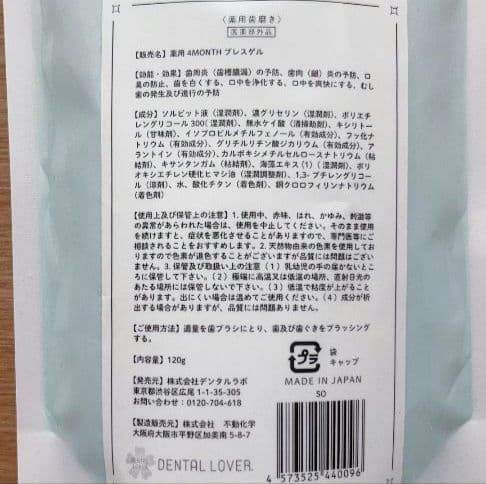 〈薬用歯磨き〉
医薬部外品
【販売名】薬用 4MONTH ブレスゲル
【効能・効果】歯周炎（歯槽膿漏）の予防、歯肉（齦）炎の予防、口
臭の防止、歯を白くする、口中を浄化する、口中を爽快にする、むし
歯の発生及び進行の予防
【成分】ソルビット液（湿潤剤）、濃グリセリン（湿潤剤）、ポリエチ
レングリコール300（湿潤剤）、無水ケイ酸（清掃助剤）、キシリトー
ル（甘味剤）、イソプロピルメチルフェノール（有効成分）、フッ化ナ
トリウム（有効成分）、グリチルリチン酸ジカリウム（有効成分）、ア
ラントイン（有効成分）、カルボキシメチルセルロースナトリウム（粘
結剤）、キサンタンガム（粘結剤）、海藻エキス（1）（湿潤剤）、ポリ
オキシエチレン硬化ヒマシ油（湿潤調整剤）、1,3-ブチレングリコー
ル（溶剤）、水、酸化チタン（着色剤）、銅クロロフィリンナトリウム
（着色剤）
【使用上及び保管上の注意】1. 使用中、赤味、はれ、かゆみ、刺激等
の異常があらわれた場合は、使用を中止してください。そのまま使用
を続けますと、症状を悪化させることがありますので、専門医等にご
相談されることをおすすめします。2. 天然物由来の色素を使用してお
りますので色素が退色することがございますが品質には問題はござい
ません。3. 保管及び取扱い上の注意（1）乳幼児の手の届かないところ
に保管して下さい。（2）極端に高温又は低温の場所、直射日光の
あたる場所には保管しないで下さい。（3）低温で粘度が上がること
があります。出にくい場合は温めてご使用ください。（4）成分が析
出する場合がありますが、品質には問題ありません。
【ご使用方法】適量を歯ブラシにとり、歯及び歯ぐきをブラッシング
する。
【内容量】120g
プラ
袋
キャップ
MADE IN JAPAN
SO
【発売元】株式会社デンタルラボ
東京都渋谷区広尾 1-1-35-305
お問い合わせ：0120-704-618
【製造販売元】株式会社 不動化学
大阪府大阪市平野区加美南 5-8-7
DENTAL LOVER.
4 573525 440096